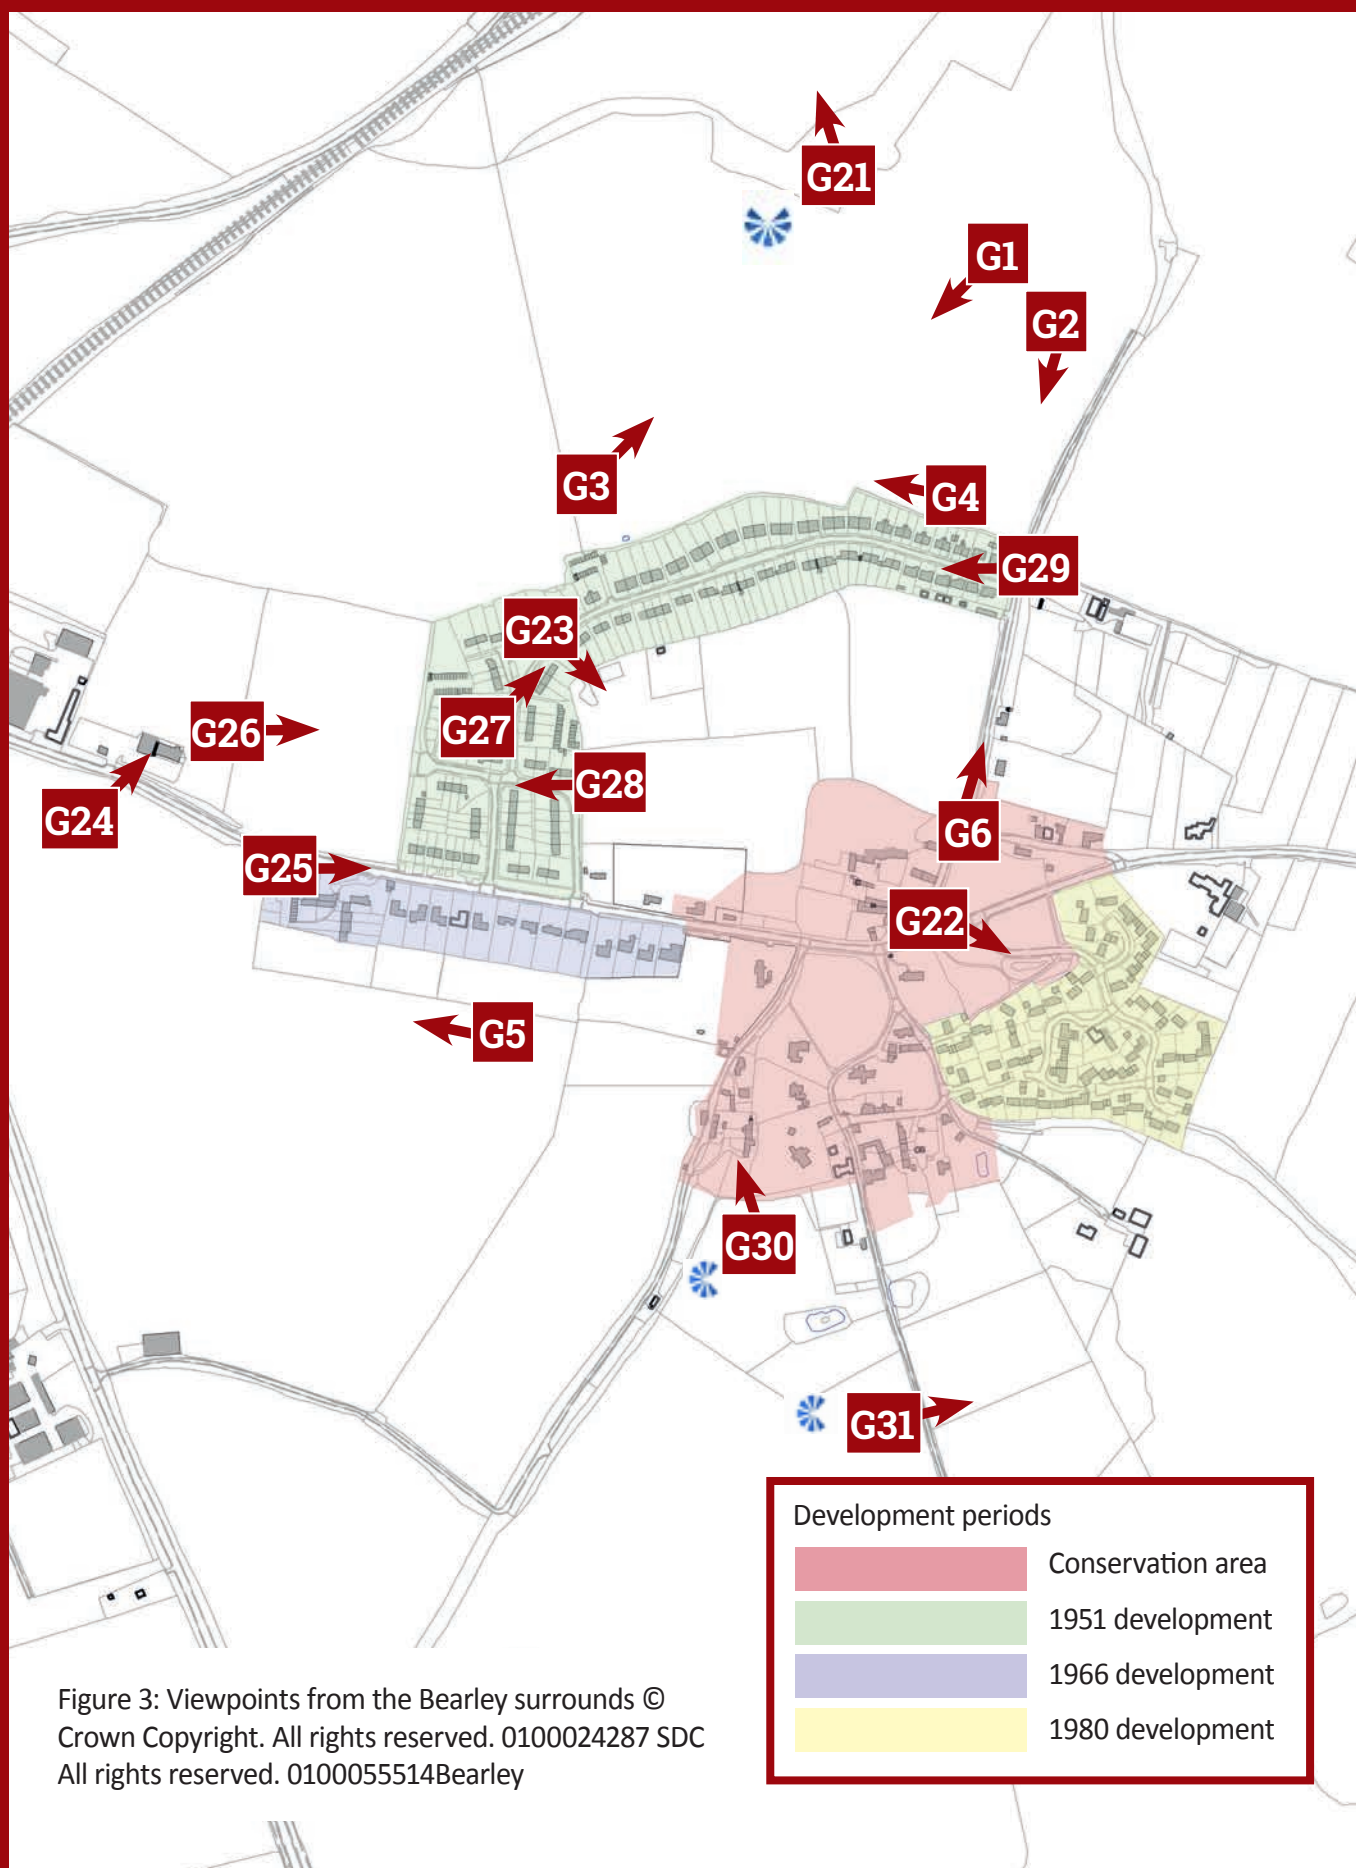 G21
G1
G2
G3
G4
G29
G23
G27
G26
G28
G24
G6
G25
G22
G5
G30
G31
Development periods
Conservation area
1951 development
1966 development
1980 development
Figure 3: Viewpoints from the Bearley surrounds ©
Crown Copyright. All rights reserved. 0100024287 SDC
All rights reserved. 0100055514Bearley